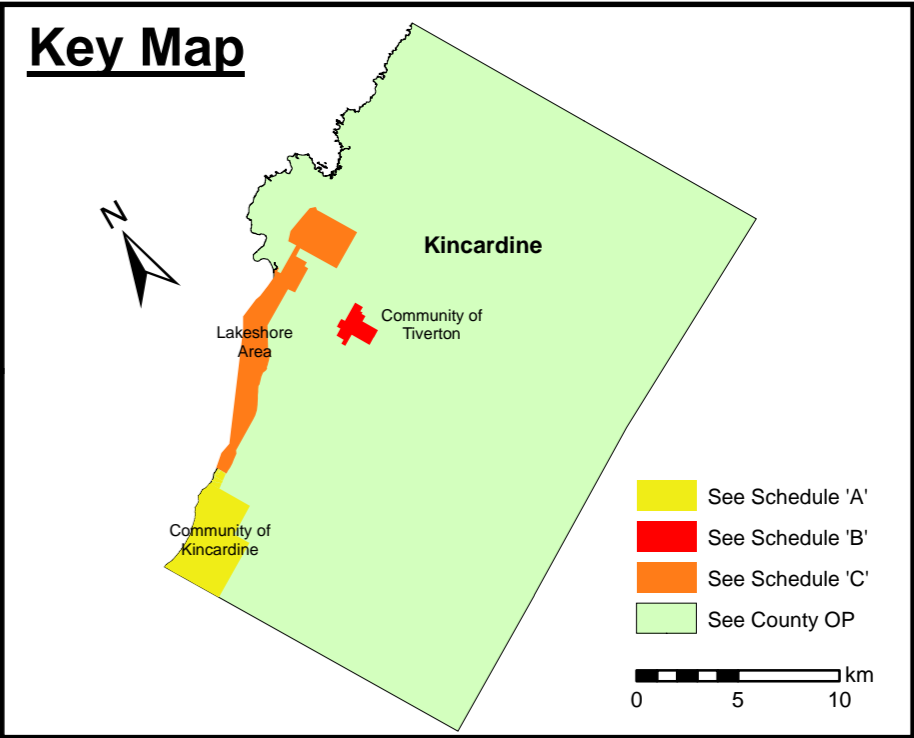 Key Map
N
Kincardine
Community of
Tiverton
Lakeshore
Area
Community of
Kincardine
See Schedule 'A'
See Schedule 'B'
See Schedule 'C'
See County OP
km
0 5 10